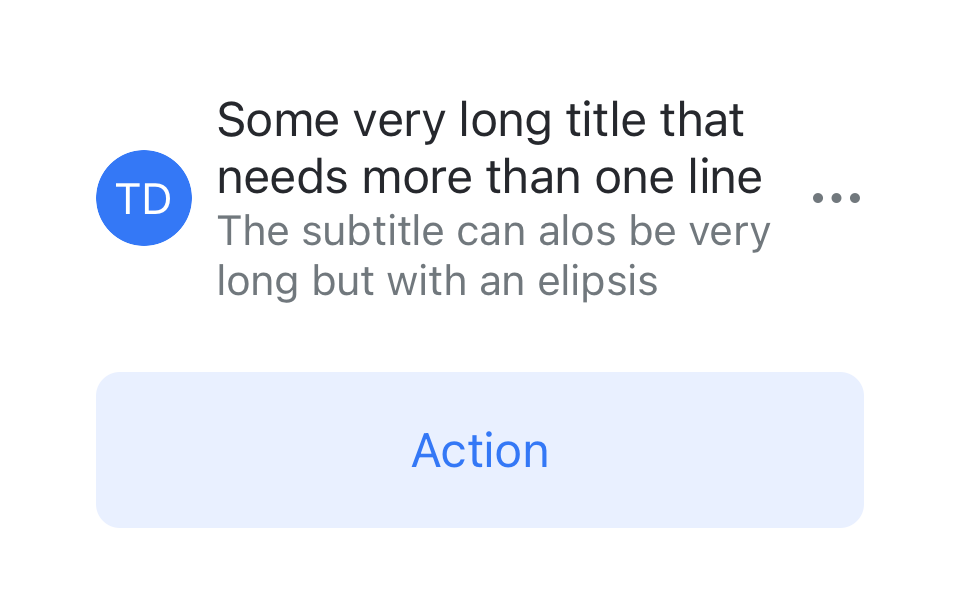 Some very long title that
needs more than one line
TD
The subtitle can alos be very
long but with an elipsis
Action